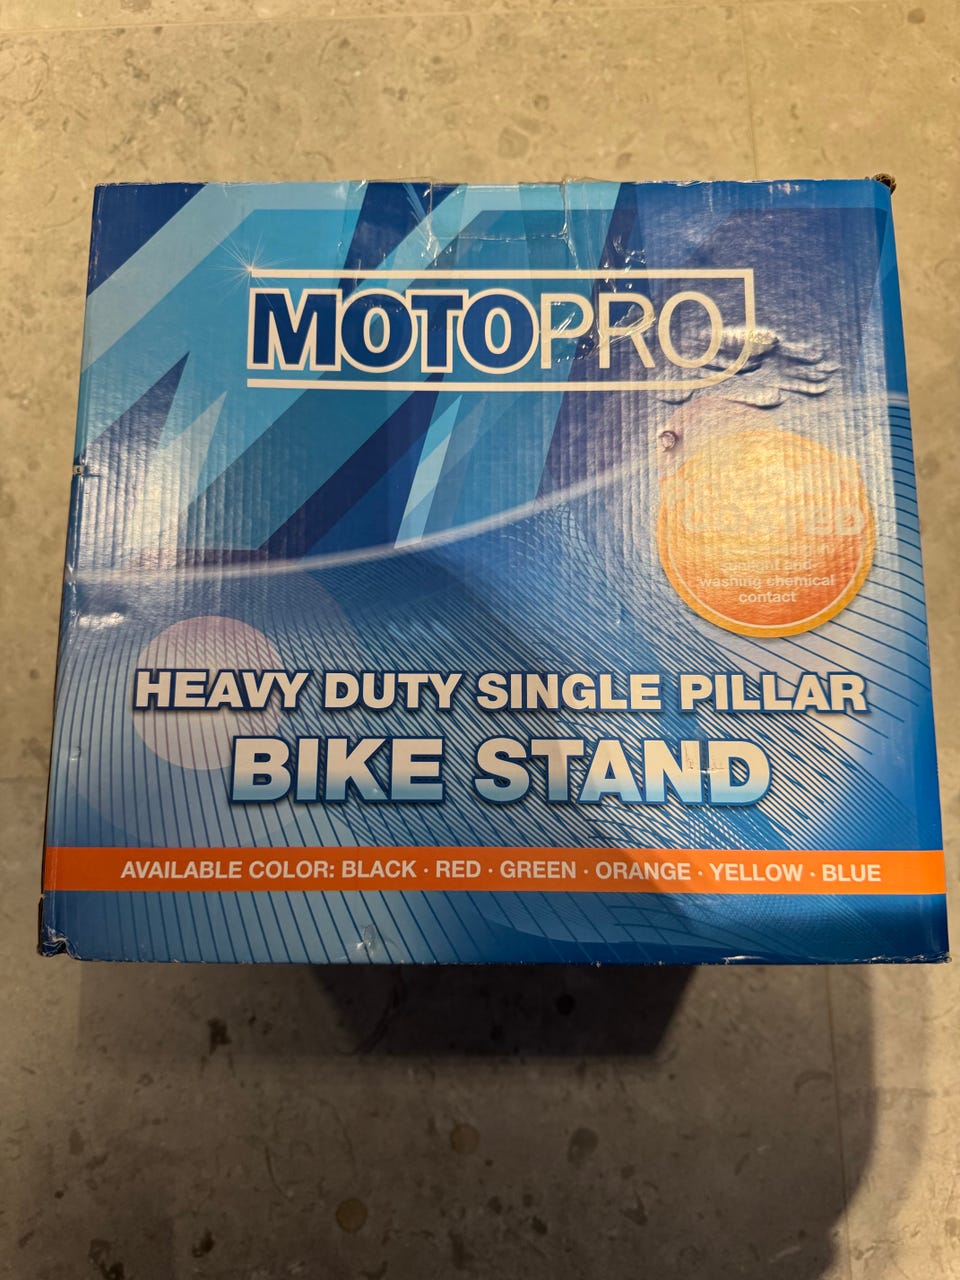 MOTOPRO
sunlight and
washing chemical
contact
HEAVY DUTY SINGLE PILLAR
BIKE STAND
AVAILABLE COLOR: BLACK · RED · GREEN · ORANGE · YELLOW · BLUE